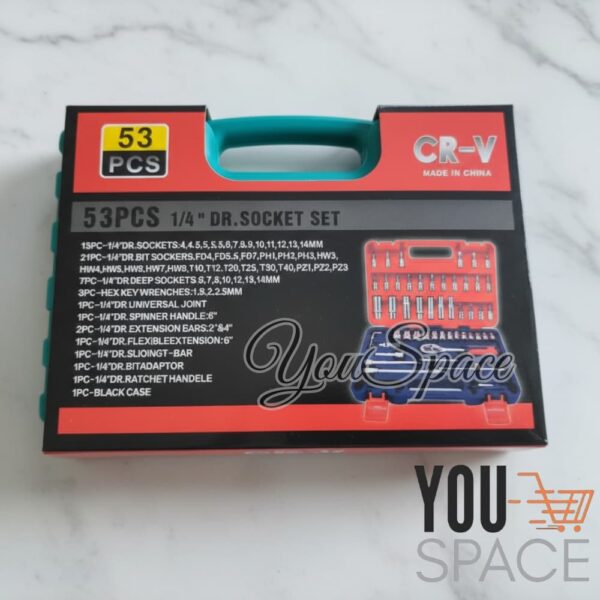 53
PCS
CR-V
MADE IN CHINA
53PCS 1/4" DR.SOCKET SET
13PC-1/4"DR.SOCKETS:4,4.5,5,5.5,6,7,8,9,10,11,12,13,14MM
21PC-1/4"DR.BIT SOCKERS.FD4,FD5.5,FD7,PH1,PH2,PH3,HW3,
HW4,HW5,HW6,HW7,HW8,T10,T12,T20,T25,T30,T40,PZ1,PZ2,PZ3
7PC-1/4"DR.DEEP SOCKETS 6,7,8,10,12,13,14MM
3PC-HEX KEY WRENCHES:1.5,2,2.5MM
1PC-1/4"DR.UNIVERSAL JOINT
1PC-1/4"DR.SPINNER HANDLE:6"
2PC-1/4"DR.EXTENSION EARS:2"&4"
1PC-1/4"DR.FLEXIBLEEXTENSION:6"
1PC-1/4"DR.SLIOINGT-BAR
1PC-1/4"DR.BITADAPTOR
1PC-1/4"DR.RATCHET HANDELE
1PC-BLACK CASE
YouSpace
YOU
SPACE